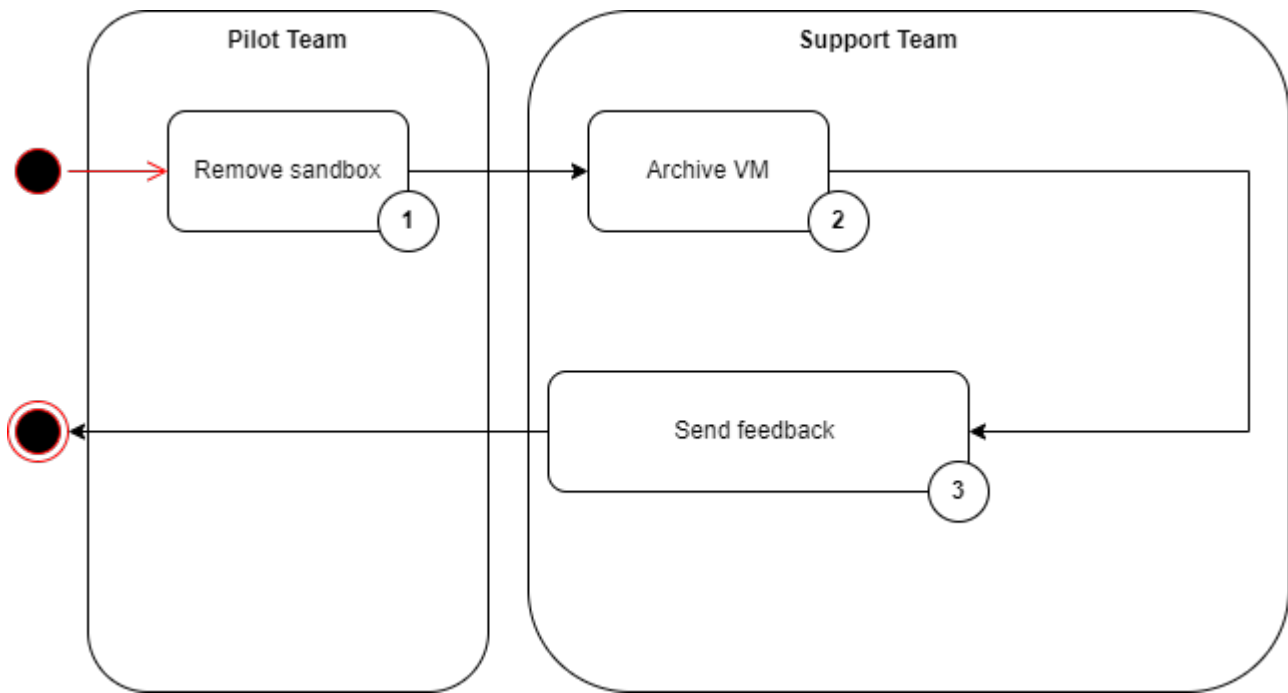 Pilot Team
Support Team
Remove sandbox
1
Archive VM
2
Send feedback
3